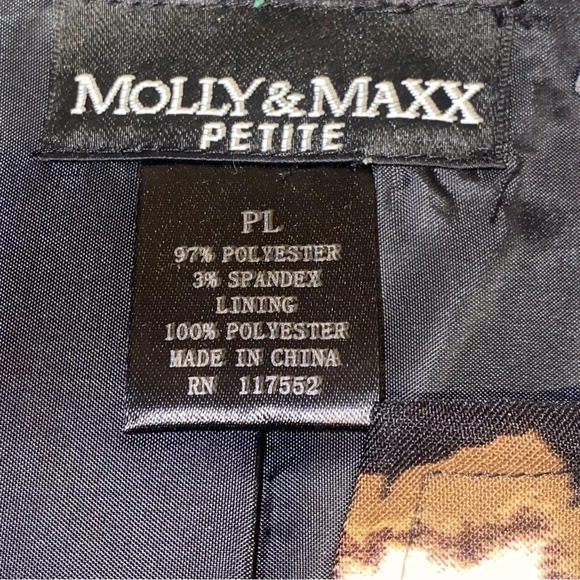 MOLLY & MAXX
PETITE
PL
97% POLYESTER
3% SPANDEX
LINING
100% POLYESTER
MADE IN CHINA
RN 117552